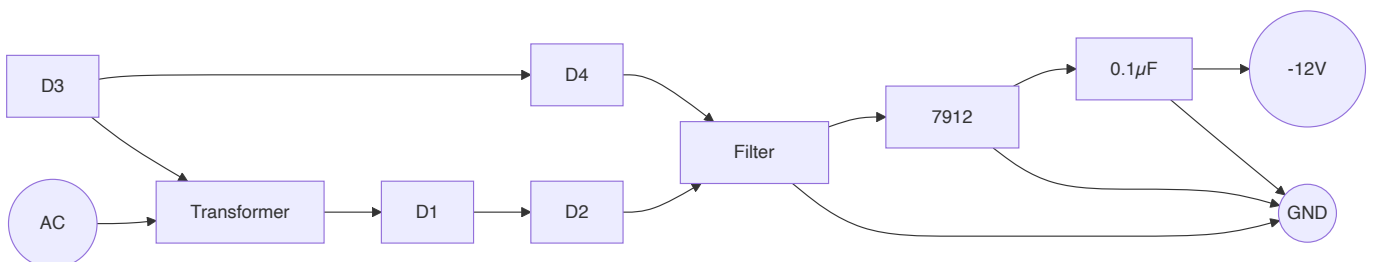 D3
D4
0.1µF
-12V
7912
Filter
AC
Transformer
D1
D2
GND